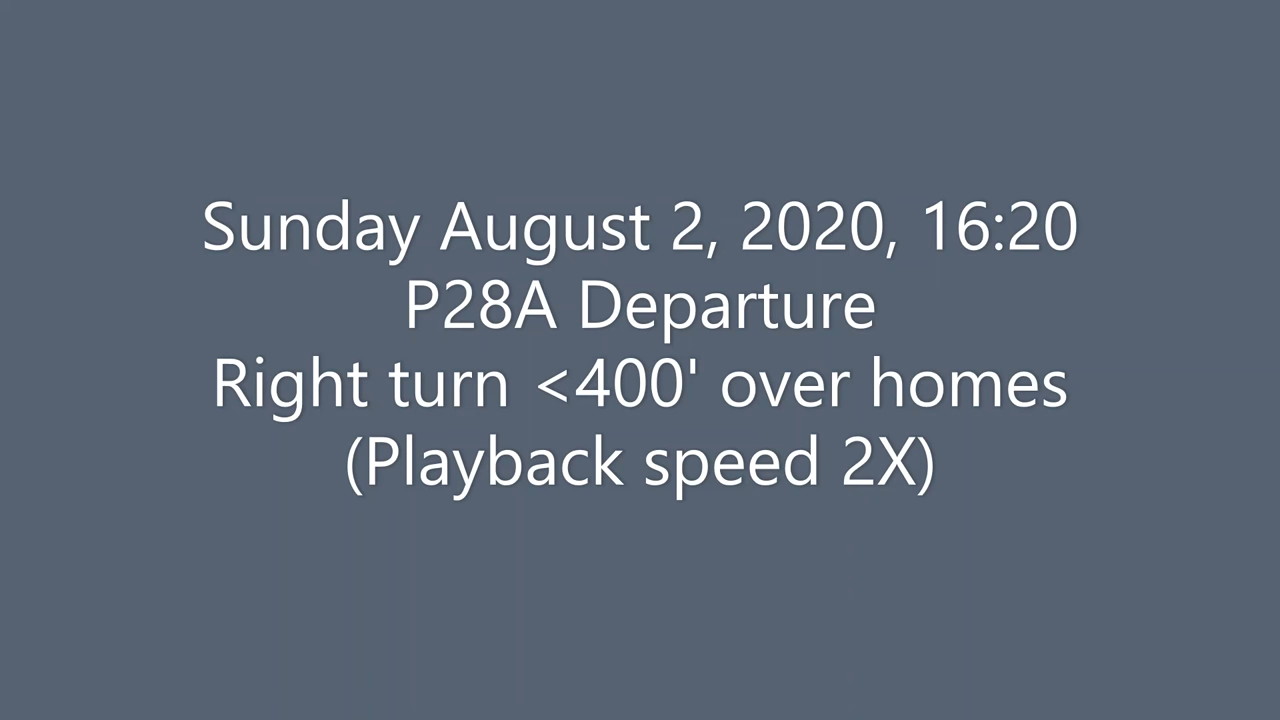 Sunday August 2, 2020, 16:20
P28A Departure
Right turn <400' over homes
(Playback speed 2X)